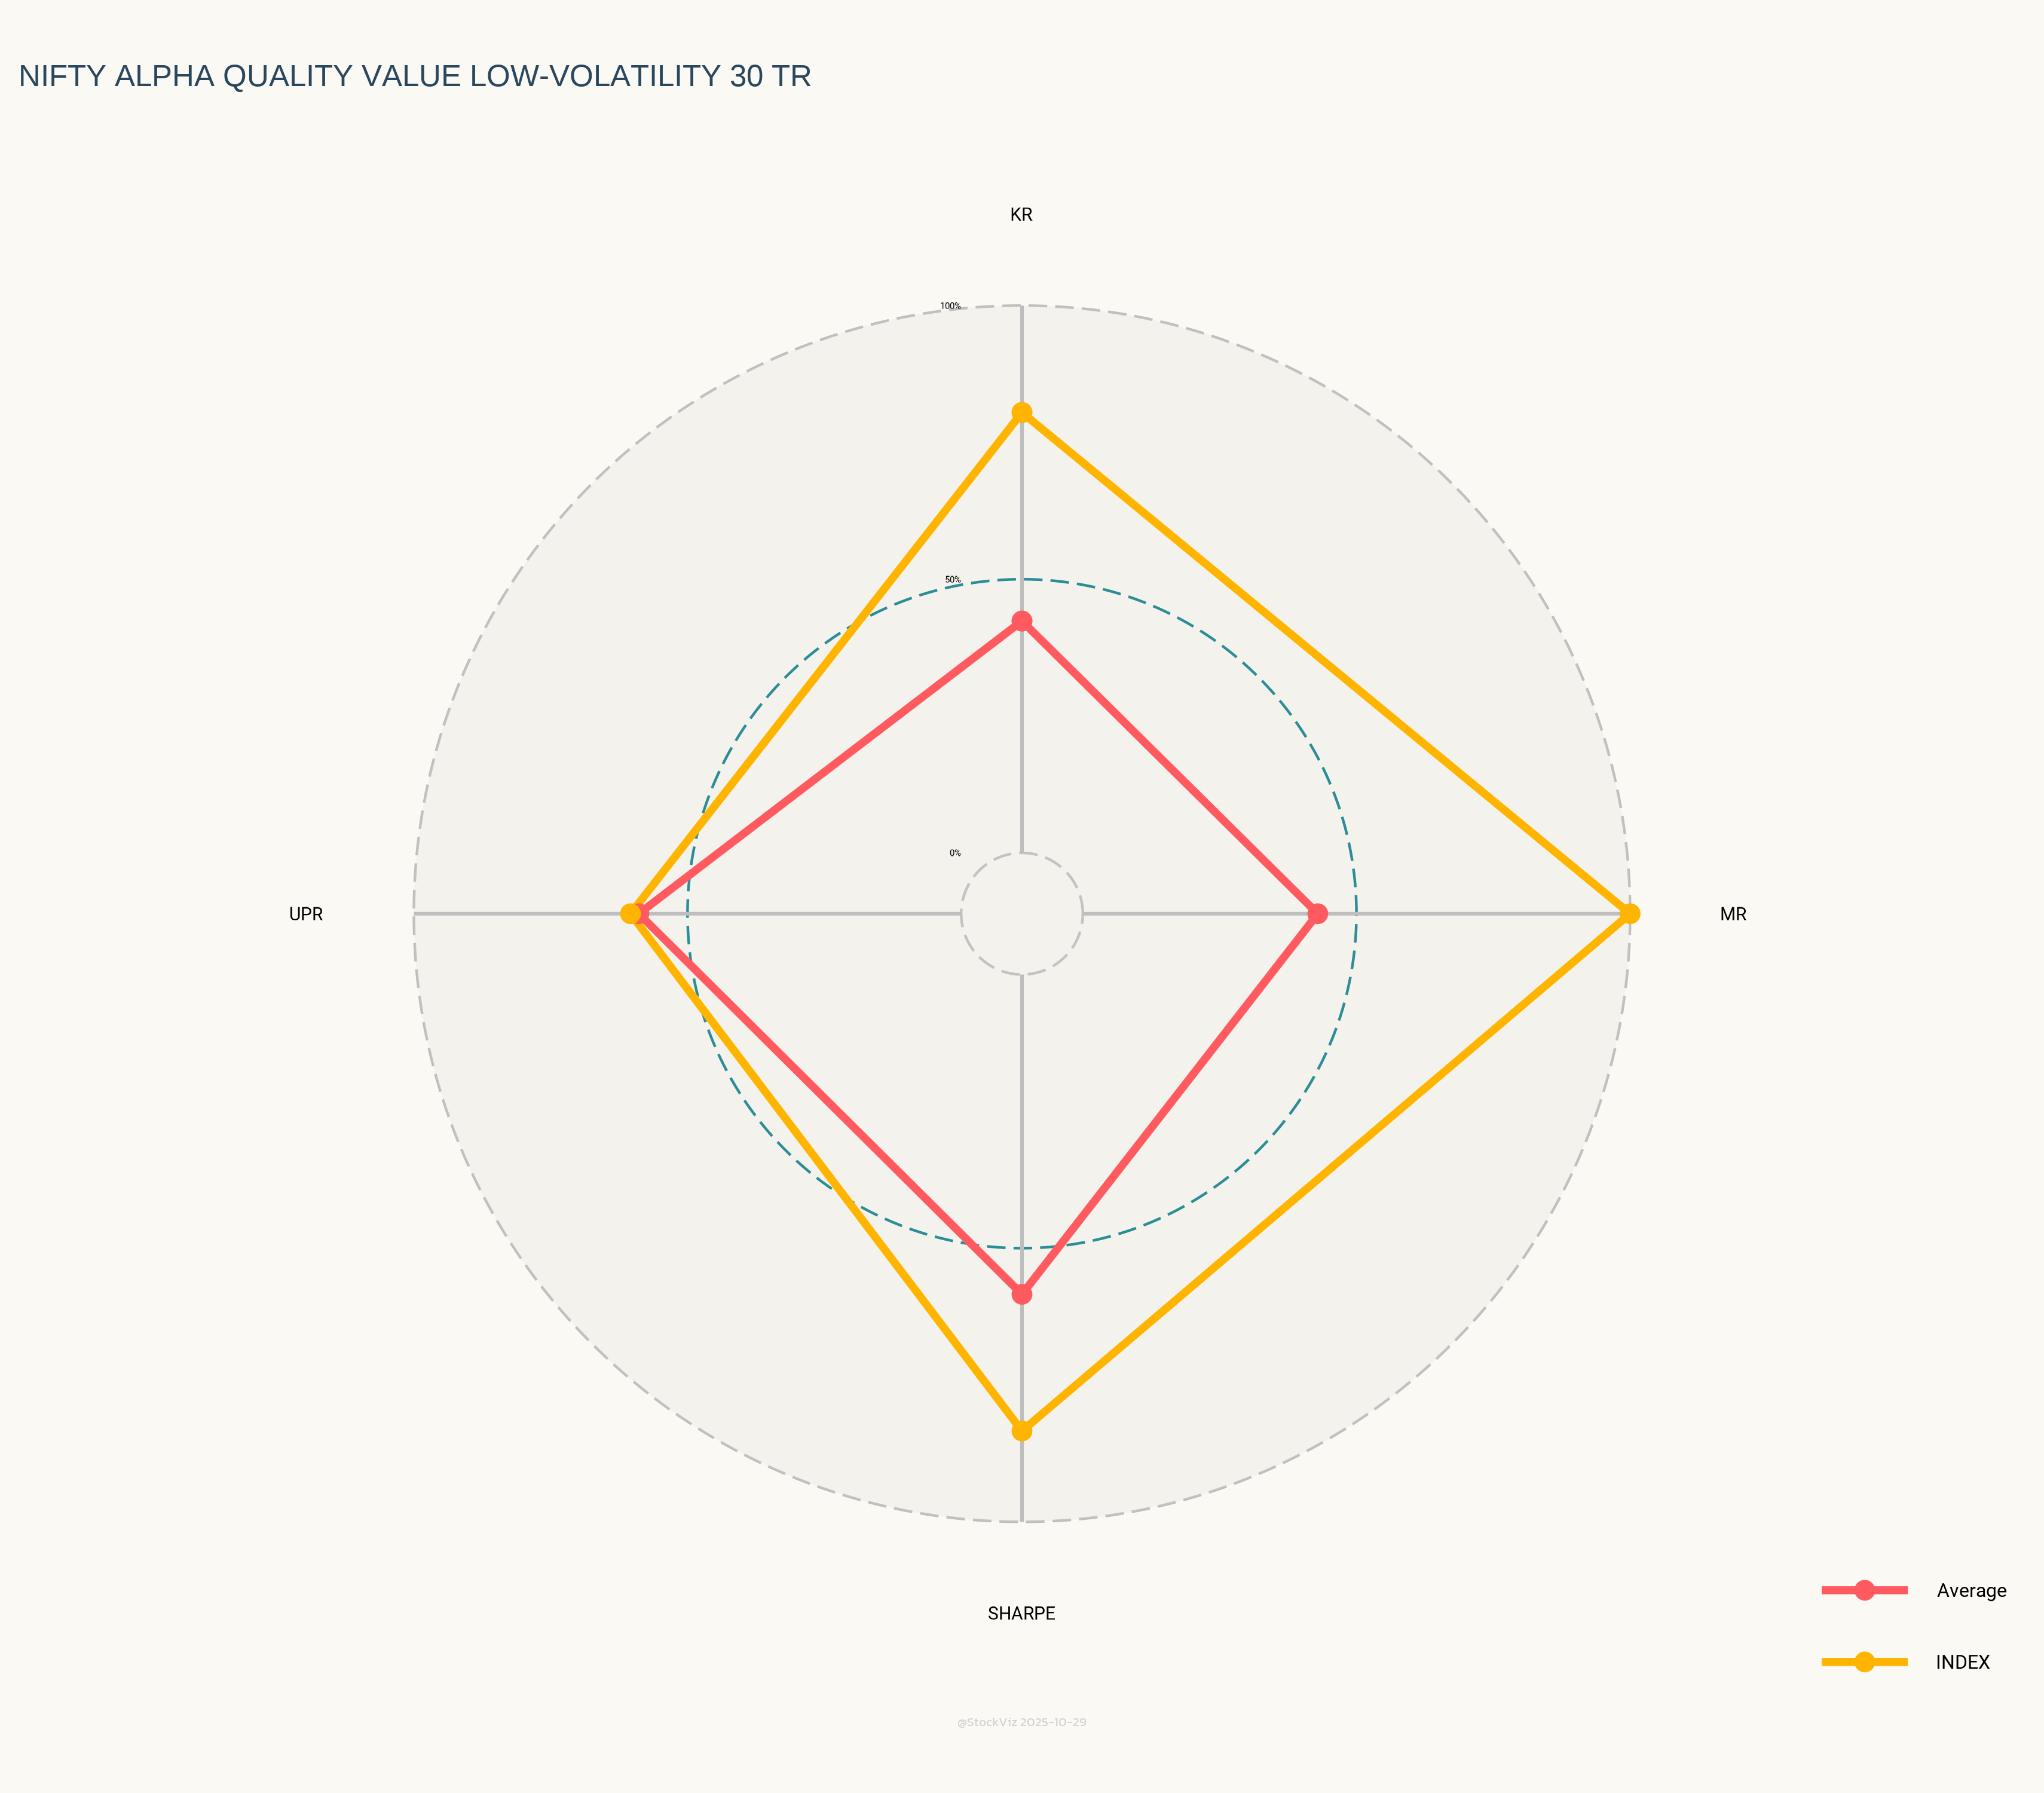 NIFTY ALPHA QUALITY VALUE LOW-VOLATILITY 30 TR
KR
100%
50%
0%
UPR
MR
SHARPE
Average
INDEX
@StockViz 2025-10-29